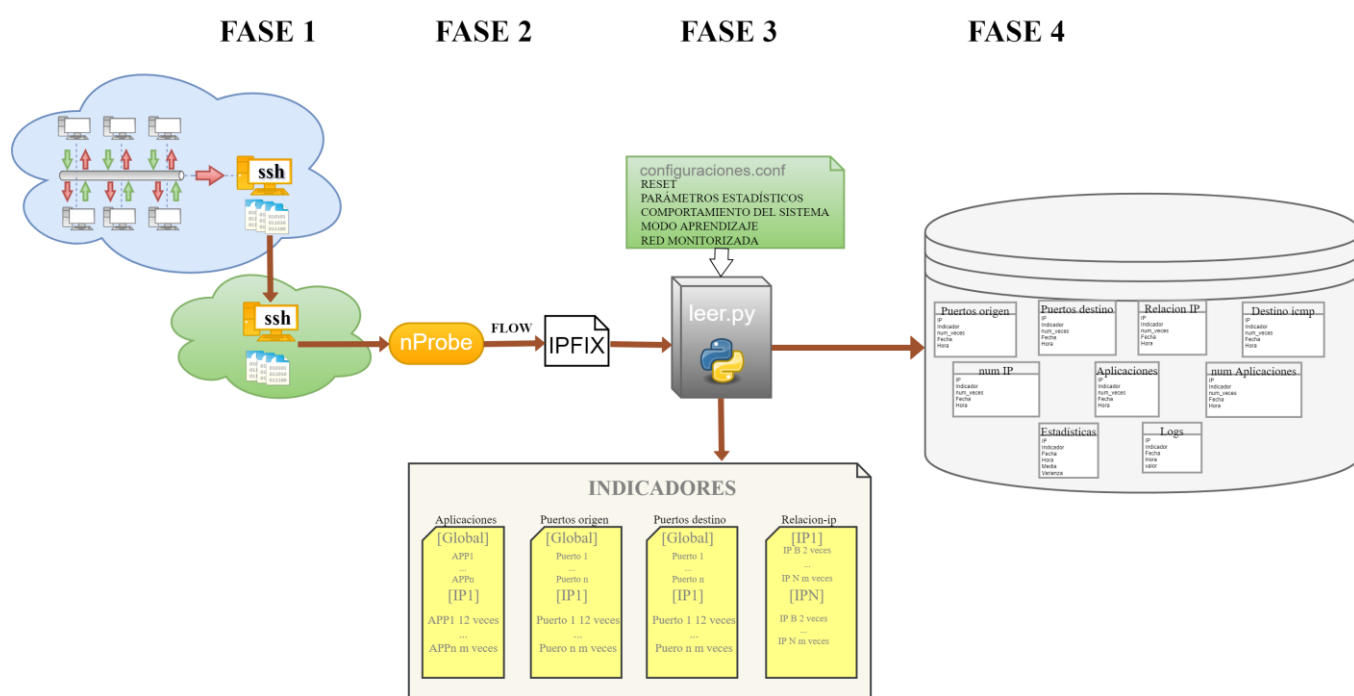 FASE 1
FASE 2
FASE 3
FASE 4
ssh
ssh
nProbe
FLOW
IPFIX
configuraciones.conf
RESET
PARÁMETROS ESTADÍSTICOS
COMPORTAMIENTO DEL SISTEMA
MODO APRENDIZAJE
RED MONITORIZADA
leer.py
INDICADORES
Aplicaciones
[Global]
APP1
...
APPn
[IP1]
APP1 12 veces
...
APPn m veces
Puertos origen
[Global]
Puerto 1
...
Puerto n
[IP1]
Puerto 1 12 veces
...
Puero n m veces
Puertos destino
[Global]
Puerto 1
...
Puerto n
[IP1]
Puerto 1 12 veces
...
Puero n m veces
Relacion-ip
[IP1]
IP B 2 veces
...
IP N m veces
[IPN]
IP B 2 veces
...
IP N m veces
Puertos origen
IP
Indicador
num_veces
Fecha
Hora
Puertos destino
IP
Indicador
num_veces
Fecha
Hora
Relacion IP
IP
Indicador
num_veces
Fecha
Hora
Destino icmp
IP
Indicador
num_veces
Fecha
Hora
num IP
IP
Indicador
num_veces
Fecha
Hora
Aplicaciones
IP
Indicador
num_veces
Fecha
Hora
num Aplicaciones
IP
Indicador
num_veces
Fecha
Hora
Estadísticas
IP
Indicador
Fecha
Hora
Media
Varianza
Logs
IP
Indicador
Fecha
Hora
valor